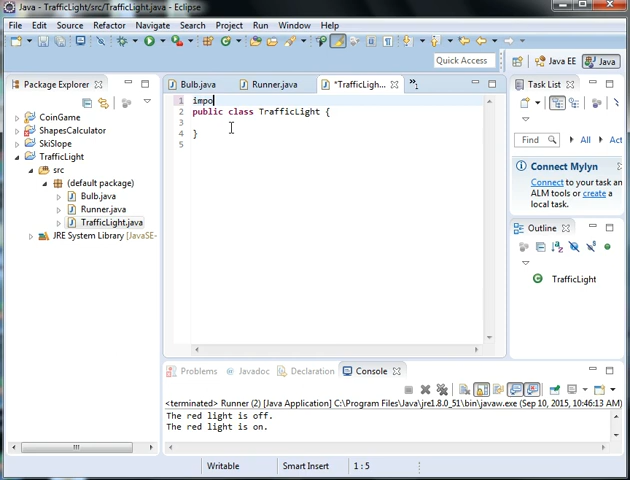 Java - TrafficLight/src/TrafficLight.java - Eclipse
File Edit Source Refactor Navigate Search Project Run Window Help
Quick Access
Java EE
Java
Package Explorer
CoinGame
ShapesCalculator
SkiSlope
TrafficLight
src
(default package)
Bulb.java
Runner.java
TrafficLight.java
JRE System Library [JavaSE-
Bulb.java
Runner.java
*TrafficLigh...
»1
1 impo
2 public class TrafficLight {
3
4 }
5
Task List
Find
All
Act
Connect Mylyn
Connect to your task an
ALM tools or create a
local task.
Outline
TrafficLight
Problems
Javadoc
Declaration
Console
<terminated> Runner (2) [Java Application] C:\Program Files\Java\jre1.8.0_51\bin\javaw.exe (Sep 10, 2015, 10:46:13 AM)
The red light is off.
The red light is on.
Writable
Smart Insert
1 : 5